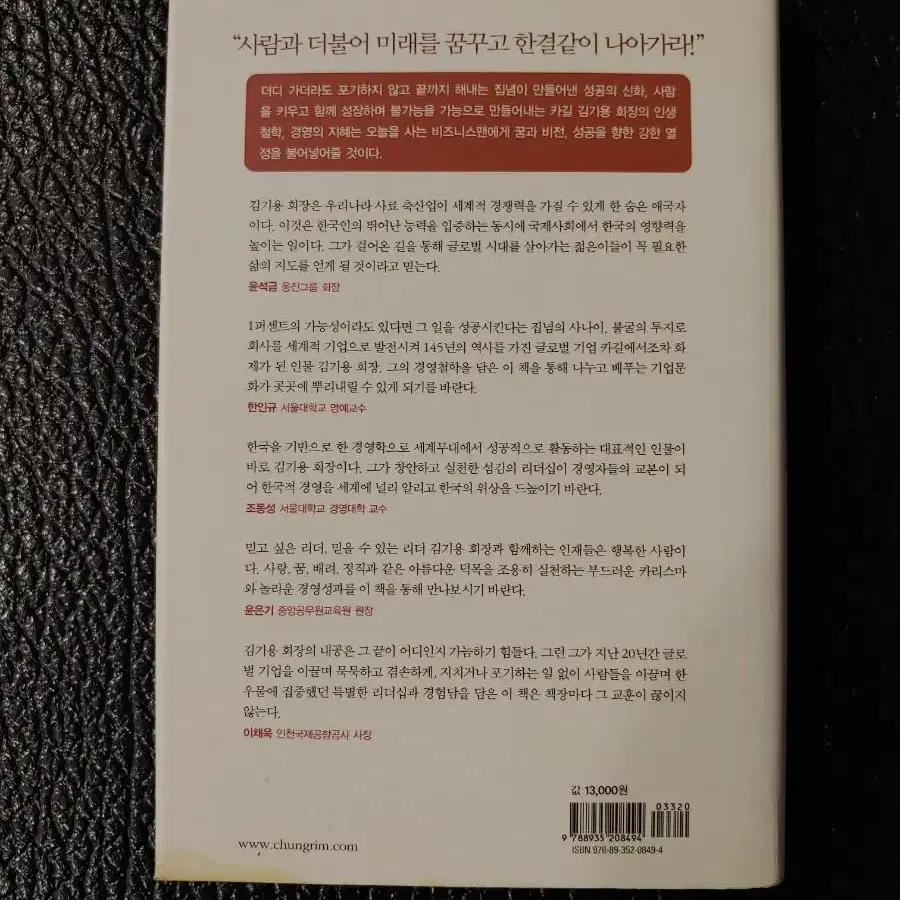 “사람과 더불어 미래를 꿈꾸고 한결같이 나아가라!”
더디 가더라도 포기하지 않고 끝까지 해내는 집념이 만들어낸 성공의 신화, 사람
을 키우고 함께 성장하며 불가능을 가능으로 만들어내는 카길 김기용 회장의 인생
철학, 경영의 지혜는 오늘을 사는 비즈니스맨에게 꿈과 비전, 성공을 향한 강한 열
정을 불어넣어줄 것이다.
김기용 회장은 우리나라 사료 축산업이 세계적 경쟁력을 가질 수 있게 한 숨은 애국자
이다. 이것은 한국인의 뛰어난 능력을 입증하는 동시에 국제사회에서 한국의 영향력을
높이는 일이다. 그가 걸어온 길을 통해 글로벌 시대를 살아가는 젊은이들이 꼭 필요한
삶의 지도를 얻게 될 것이라고 믿는다.
윤석금 웅진그룹 회장
1퍼센트의 가능성이라도 있다면 그 일을 성공시킨다는 집념의 사나이, 불굴의 투지로
회사를 세계적 기업으로 발전시켜 145년의 역사를 가진 글로벌 기업 카길에서조차 화
제가 된 인물 김기용 회장. 그의 경영철학을 담은 이 책을 통해 나누고 베푸는 기업문
화가 곳곳에 뿌리내릴 수 있게 되기를 바란다.
한인규 서울대학교 명예교수
한국을 기반으로 한 경영학으로 세계무대에서 성공적으로 활동하는 대표적인 인물이
바로 김기용 회장이다. 그가 창안하고 실천한 섬김의 리더십이 경영자들의 교본이 되
어 한국적 경영을 세계에 널리 알리고 한국의 위상을 드높이기 바란다.
조동성 서울대학교 경영대학 교수
믿고 싶은 리더, 믿을 수 있는 리더 김기용 회장과 함께하는 인재들은 행복한 사람이
다. 사랑, 꿈, 배려, 정직과 같은 아름다운 덕목을 조용히 실천하는 부드러운 카리스마
와 놀라운 경영성과를 이 책을 통해 만나보시기 바란다.
윤은기 중앙공무원교육원 원장
김기용 회장의 내공은 그 끝이 어디인지 가늠하기 힘들다. 그런 그가 지난 20년간 글로
벌 기업을 이끌며 묵묵하고 겸손하게, 지치거나 포기하는 일 없이 사람들을 이끌며 한
우물에 집중했던 특별한 리더십과 경험담을 담은 이 책은 책장마다 그 교훈이 끊이지
않는다.
이채욱 인천국제공항공사 사장
값 13,000원
03320
9 788935 208494
ISBN 978-89-352-0849-4
www.chungrim.com